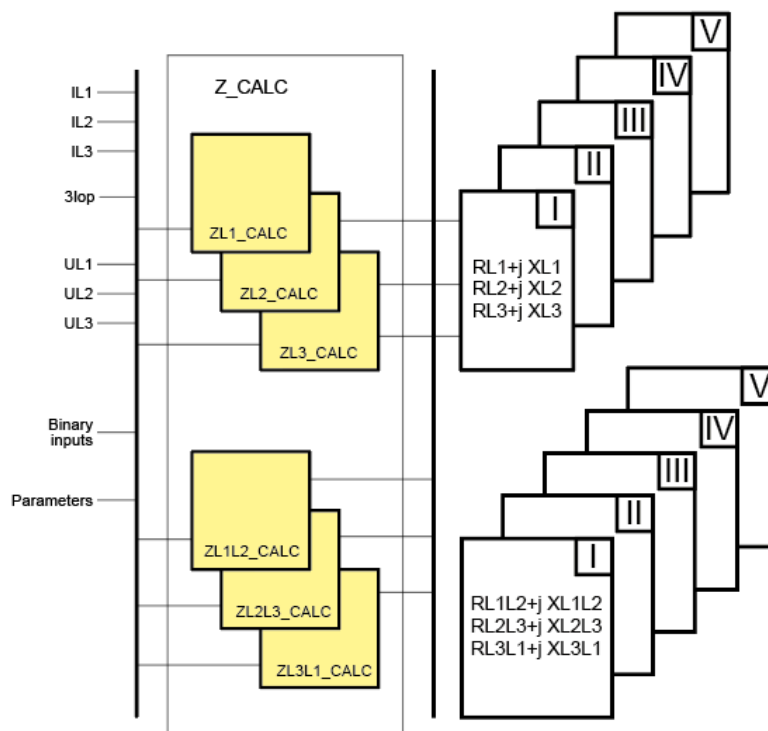 Z_CALC
IL1
IL2
IL3
3Iop
UL1
UL2
UL3
Binary
inputs
Parameters
ZL1_CALC
ZL2_CALC
ZL3_CALC
ZL1L2_CALC
ZL2L3_CALC
ZL3L1_CALC
V
IV
III
II
I
RL1+j XL1
RL2+j XL2
RL3+j XL3
V
IV
III
II
I
RL1L2+j XL1L2
RL2L3+j XL2L3
RL3L1+j XL3L1